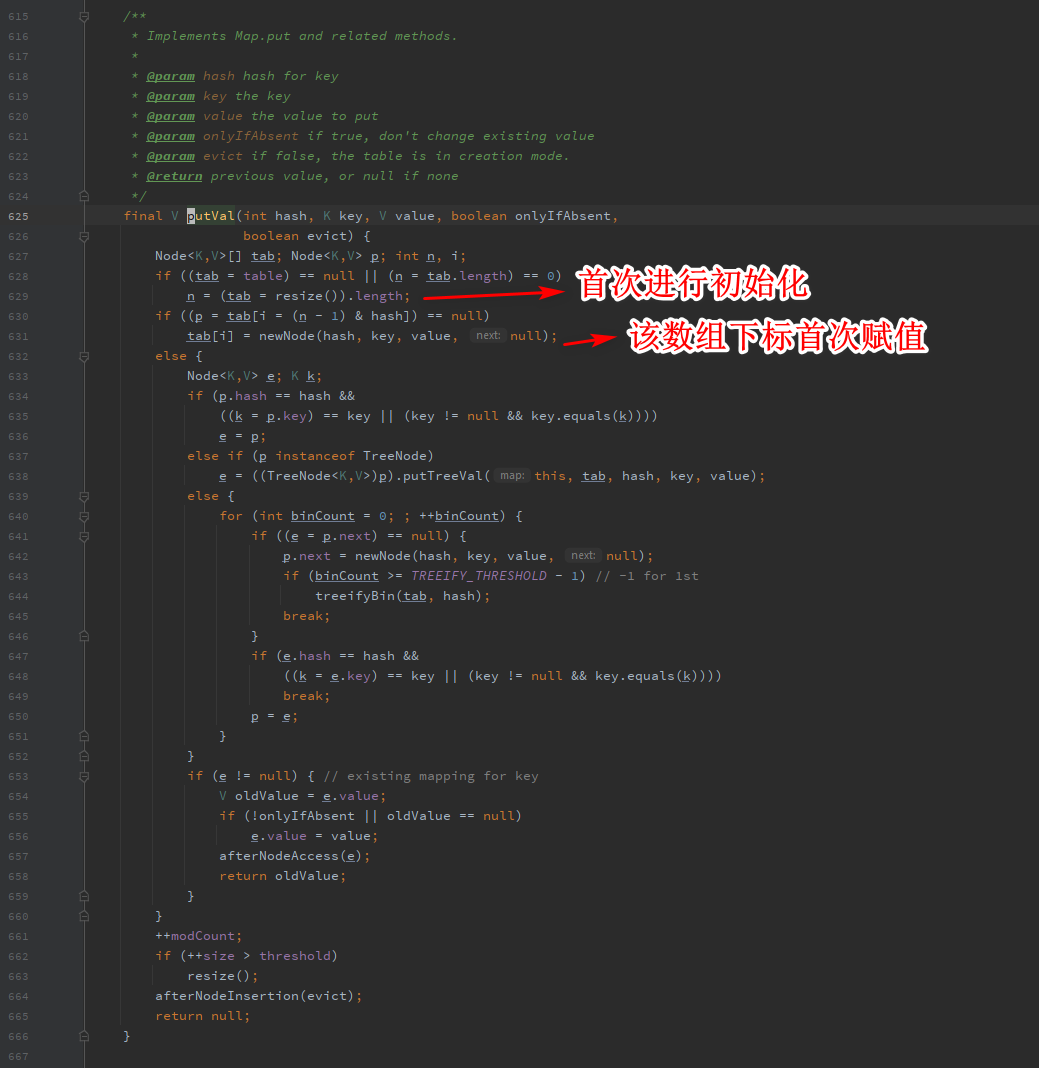 615 /**
616 * Implements Map.put and related methods.
617 *
618 * @param hash hash for key
619 * @param key the key
620 * @param value the value to put
621 * @param onlyIfAbsent if true, don't change existing value
622 * @param evict if false, the table is in creation mode.
623 * @return previous value, or null if none
624 */
625 final V putVal(int hash, K key, V value, boolean onlyIfAbsent,
626 boolean evict) {
627 Node<K,V>[] tab; Node<K,V> p; int n, i;
628 if ((tab = table) == null || (n = tab.length) == 0)
629 n = (tab = resize()).length; 首次进行初始化
630 if ((p = tab[i = (n - 1) & hash]) == null)
631 tab[i] = newNode(hash, key, value, next: null); 该数组下标首次赋值
632 else {
633 Node<K,V> e; K k;
634 if (p.hash == hash &&
635 ((k = p.key) == key || (key != null && key.equals(k))))
636 e = p;
637 else if (p instanceof TreeNode)
638 e = ((TreeNode<K,V>)p).putTreeVal( map: this, tab, hash, key, value);
639 else {
640 for (int binCount = 0; ; ++binCount) {
641 if ((e = p.next) == null) {
642 p.next = newNode(hash, key, value, next: null);
643 if (binCount >= TREEIFY_THRESHOLD - 1) // -1 for 1st
644 treeifyBin(tab, hash);
645 break;
646 }
647 if (e.hash == hash &&
648 ((k = e.key) == key || (key != null && key.equals(k))))
649 break;
650 p = e;
651 }
652 }
653 if (e != null) { // existing mapping for key
654 V oldValue = e.value;
655 if (!onlyIfAbsent || oldValue == null)
656 e.value = value;
657 afterNodeAccess(e);
658 return oldValue;
659 }
660 }
661 ++modCount;
662 if (++size > threshold)
663 resize();
664 afterNodeInsertion(evict);
665 return null;
666 }
667